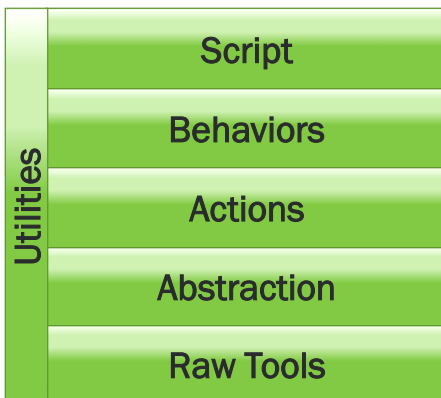 Utilities
Script
Behaviors
Actions
Abstraction
Raw Tools